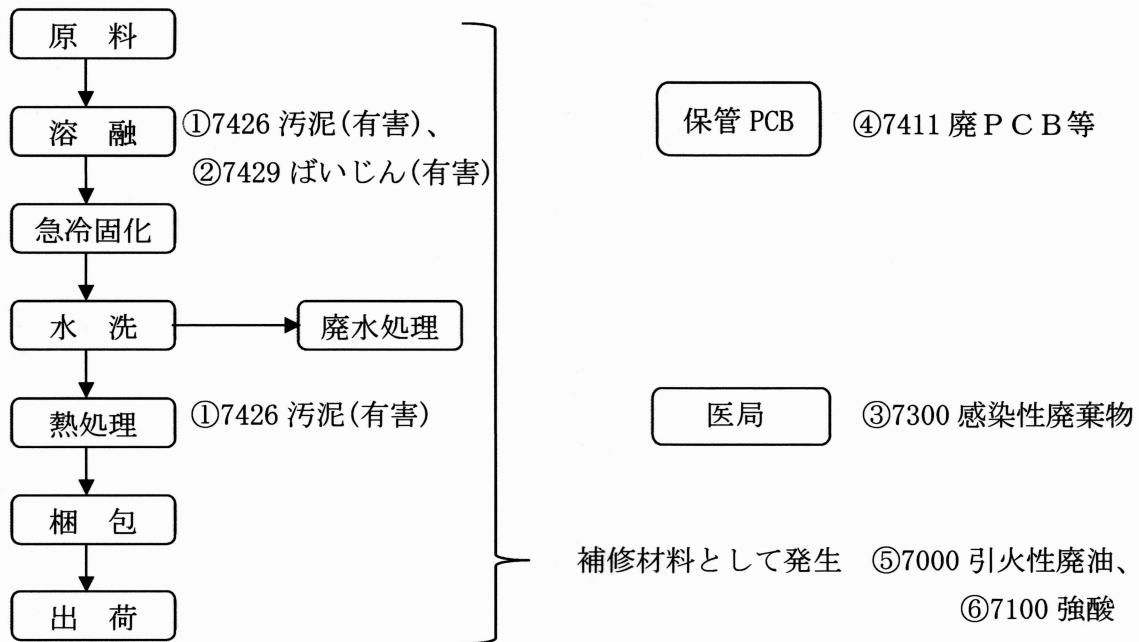 原　料
溶　融
①7426 汚泥(有害)、
②7429 ばいじん(有害)
急冷固化
水　洗
廃水処理
熱処理
①7426 汚泥(有害)
梱　包
出　荷
保管 PCB
④7411 廃ＰＣＢ等
医局
③7300 感染性廃棄物
補修材料として発生　⑤7000 引火性廃油、
⑥7100 強酸